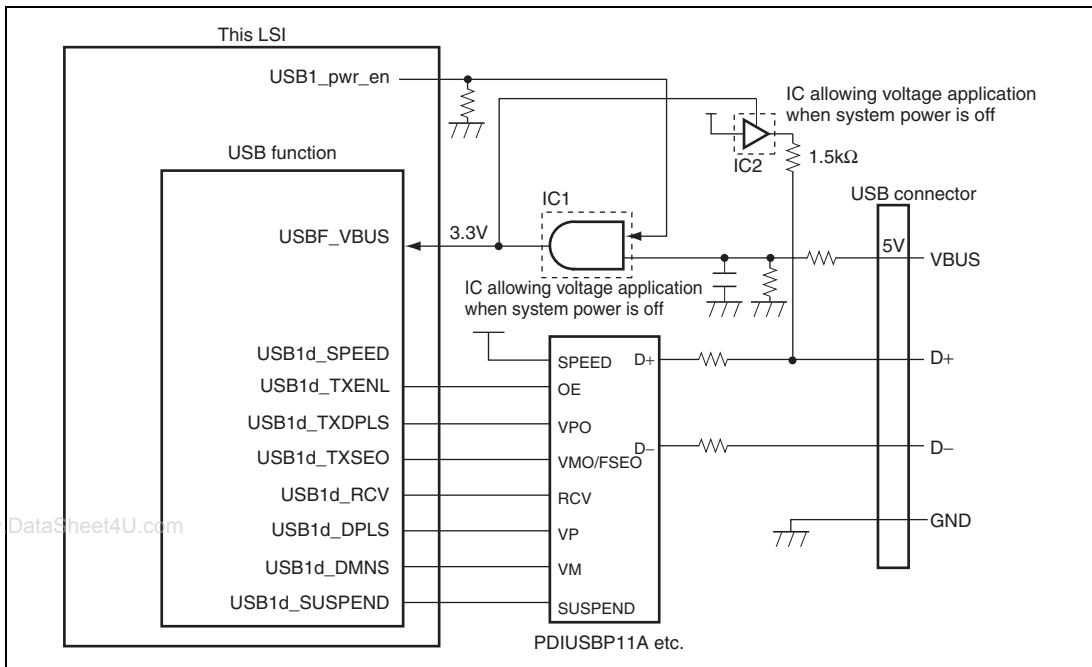 This LSI
USB1_pwr_en
IC allowing voltage application
when system power is off
IC2
1.5kΩ
USB function
USB connector
IC1
USBF_VBUS
3.3V
5V
VBUS
IC allowing voltage application
when system power is off
USB1d_SPEED
SPEED
D+
D+
USB1d_TXENL
OE
USB1d_TXDPLS
VPO
D−
D−
USB1d_TXSEO
VMO/FSEO
USB1d_RCV
RCV
DataSheet4U.com
USB1d_DPLS
VP
GND
USB1d_DMNS
VM
USB1d_SUSPEND
SUSPEND
PDIUSBP11A etc.